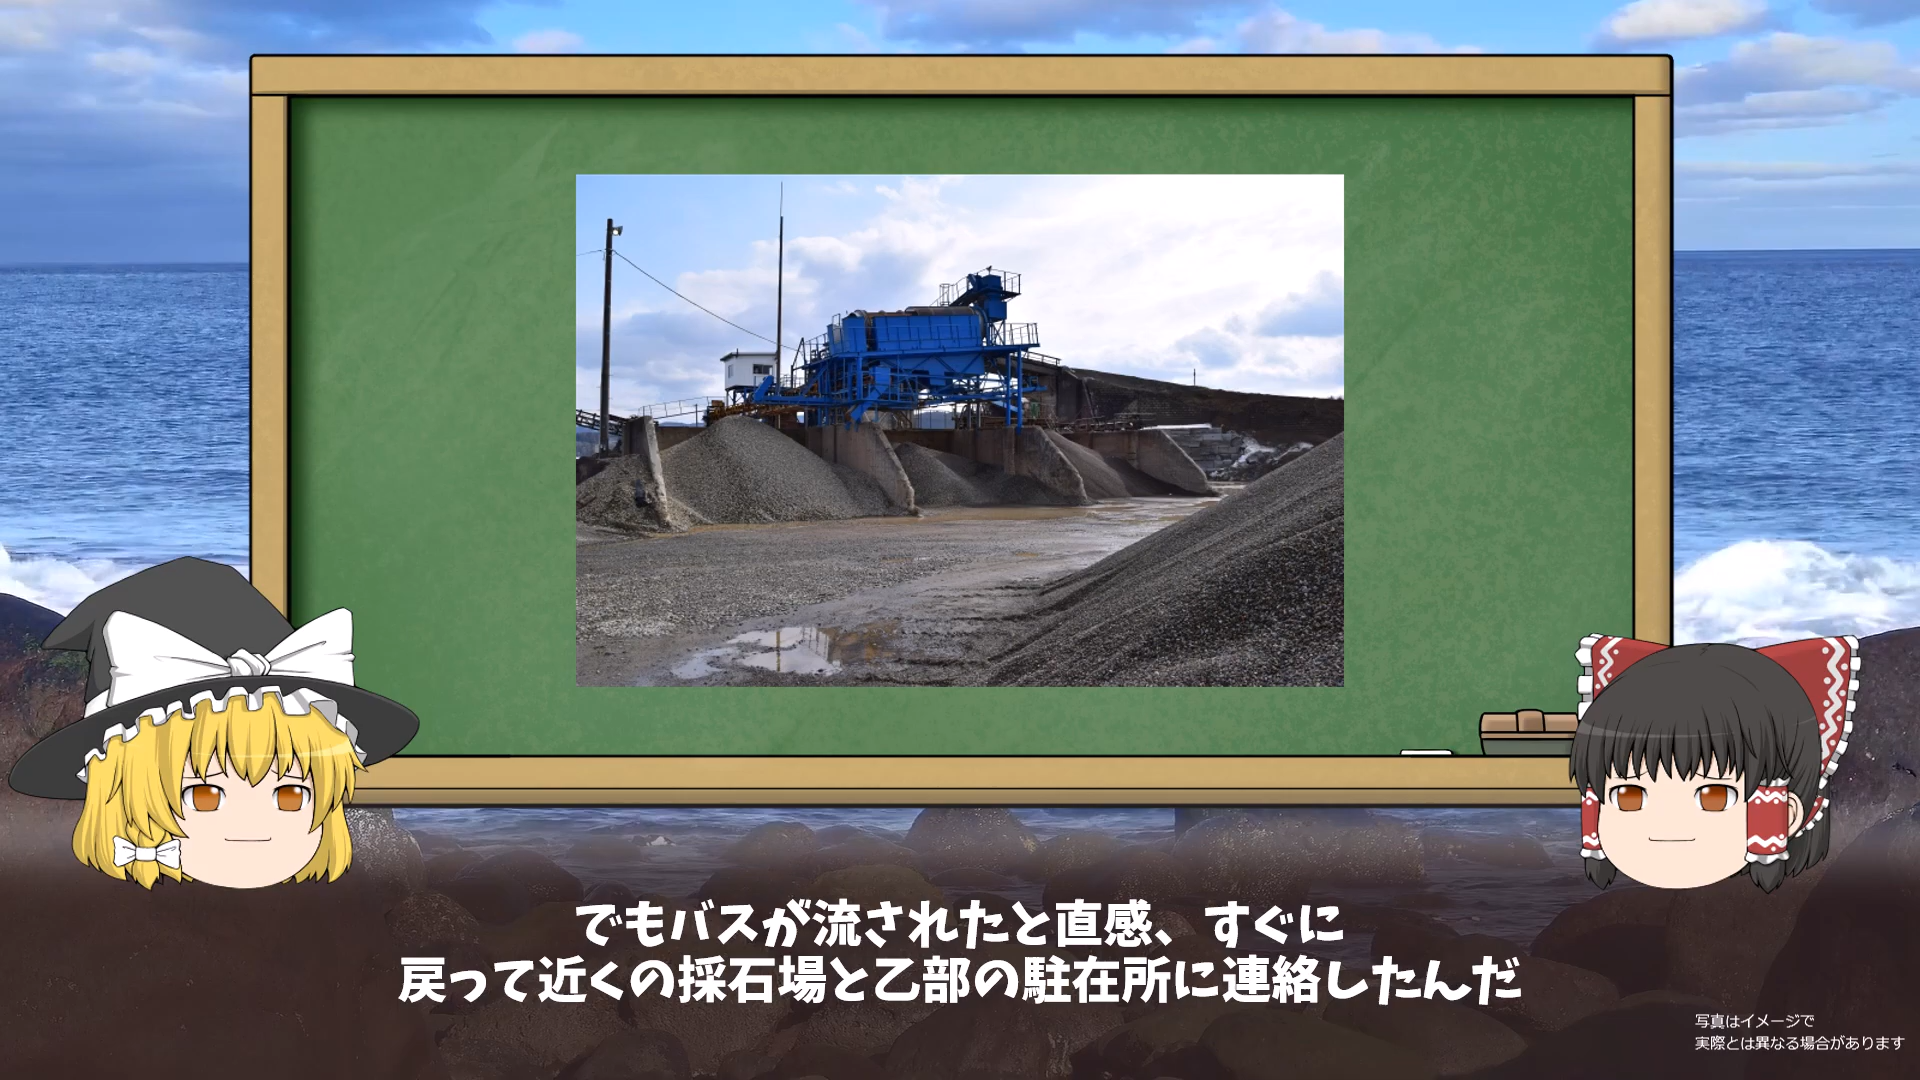 でもバスが流されたと直感、すぐに
戻って近くの採石場と乙部の駐在所に連絡したんだ
写真はイメージで
実際とは異なる場合があります